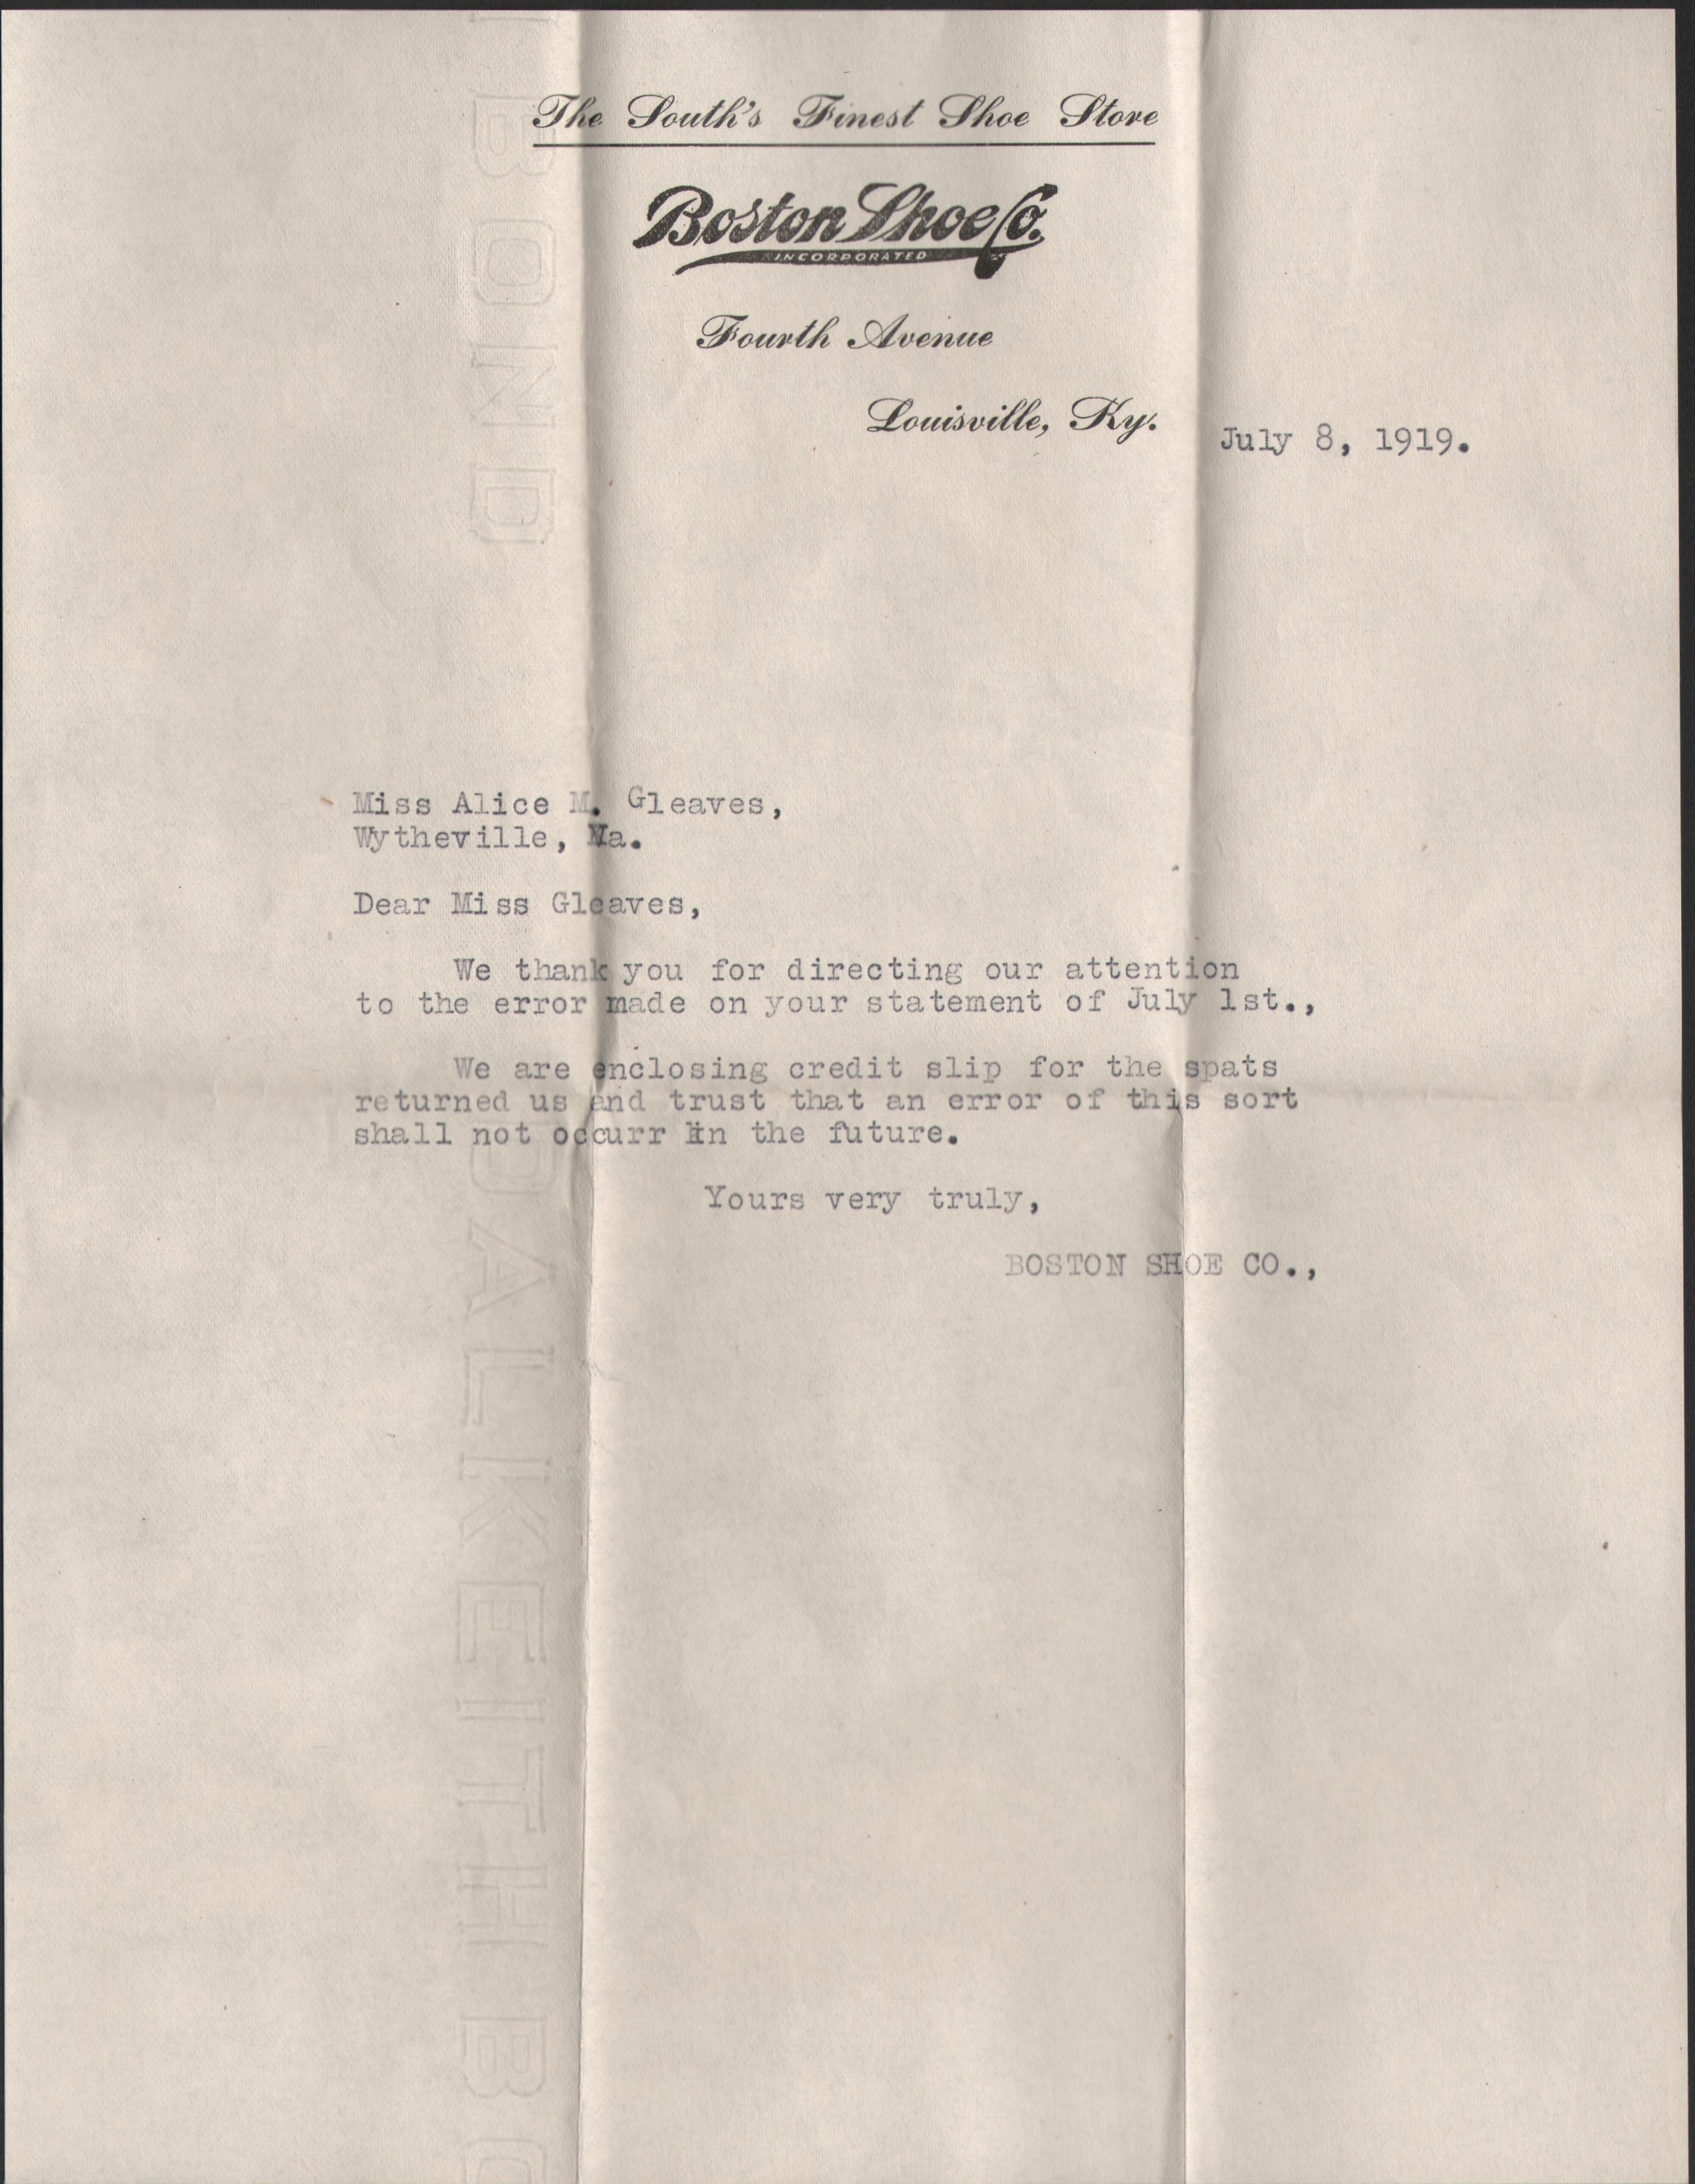 The South's Finest Shoe Store
Boston Shoe Co.
INCORPORATED
Fourth Avenue
Louisville, Ky.
July 8, 1919.
Miss Alice M. Gleaves,
Wytheville, Va.
Dear Miss Gleaves,
We thank you for directing our attention
to the error made on your statement of July 1st.,
We are enclosing credit slip for the spats
returned us and trust that an error of this sort
shall not occurr in the future.
Yours very truly,
BOSTON SHOE CO.,
BOND
DALKEITH BO